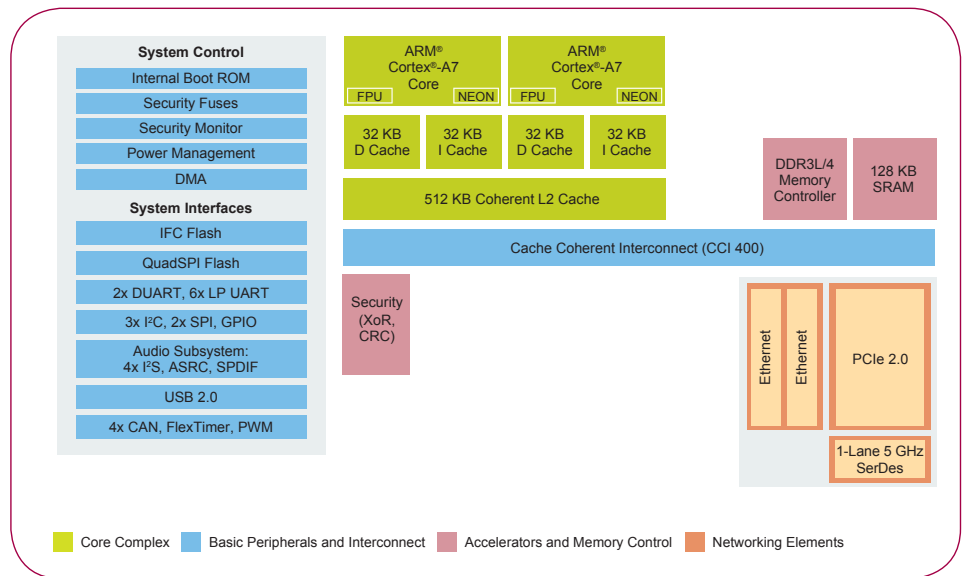 System Control
Internal Boot ROM
Security Fuses
Security Monitor
Power Management
DMA
System Interfaces
IFC Flash
QuadSPI Flash
2x DUART, 6x LP UART
3x I²C, 2x SPI, GPIO
Audio Subsystem:
4x I²S, ASRC, SPDIF
USB 2.0
4x CAN, FlexTimer, PWM
ARM®
Cortex®-A7
Core
FPU
NEON
ARM®
Cortex®-A7
Core
FPU
NEON
32 KB
D Cache
32 KB
I Cache
32 KB
D Cache
32 KB
I Cache
512 KB Coherent L2 Cache
DDR3L/4
Memory
Controller
128 KB
SRAM
Cache Coherent Interconnect (CCI 400)
Security
(XoR,
CRC)
Ethernet
Ethernet
PCIe 2.0
1-Lane 5 GHz
SerDes
Core Complex
Basic Peripherals and Interconnect
Accelerators and Memory Control
Networking Elements